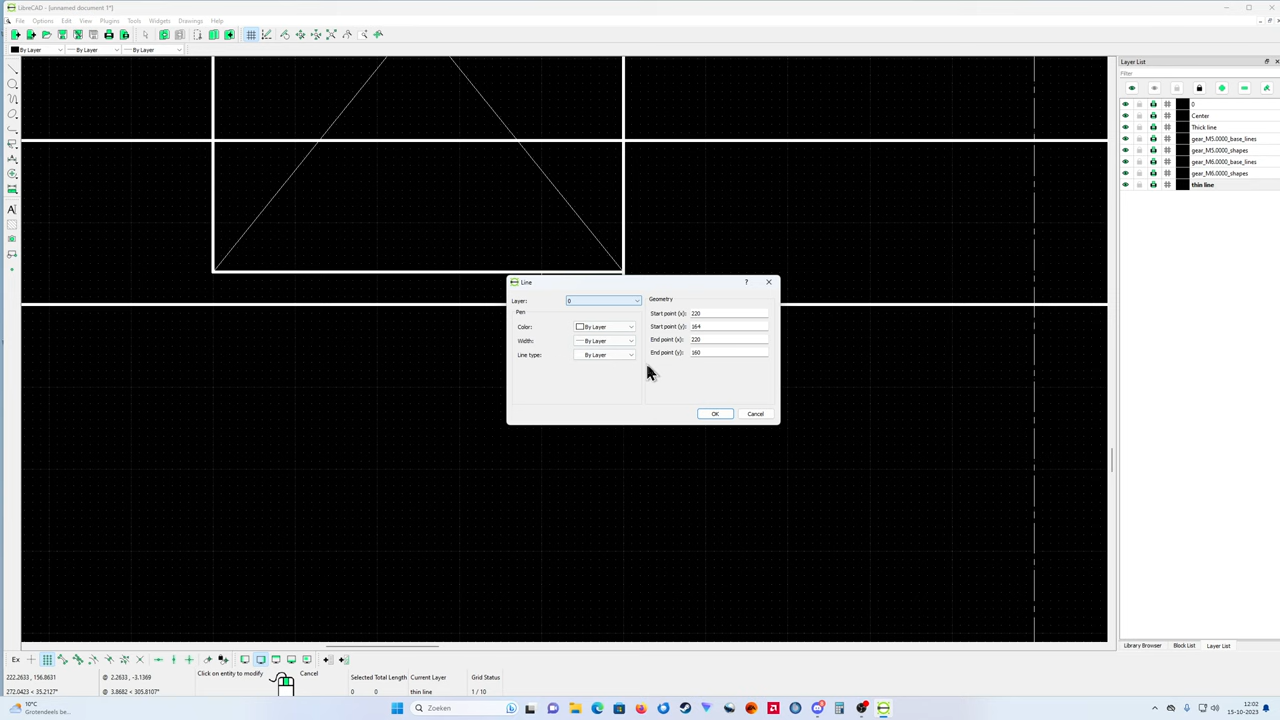 LibreCAD - [unnamed document 1*]
File Options Edit View Plugins Tools Widgets Drawings Help
By Layer By Layer By Layer
Layer List
Filter
0
Center
Thick line
gear_M5.0000_base_lines
gear_M5.0000_shapes
gear_M6.0000_base_lines
gear_M6.0000_shapes
thin line
Line
Layer: 0
Pen
Color: By Layer
Width: By Layer
Line type: By Layer
Geometry
Start point (x): 220
Start point (y): 164
End point (x): 220
End point (y): 160
OK Cancel
Library Browser Block List Layer List
Ex
222.2633 , 156.8631 @ 2.2633 , -3.1369 Click on entity to modify Cancel Selected Total Length Current Layer Grid Status
272.0423 < 35.2127° @ 3.8682 < 305.8107° 0 0 thin line 1 / 10
10°C
Grotendeels be...
Zoeken
12:02
15-10-2023